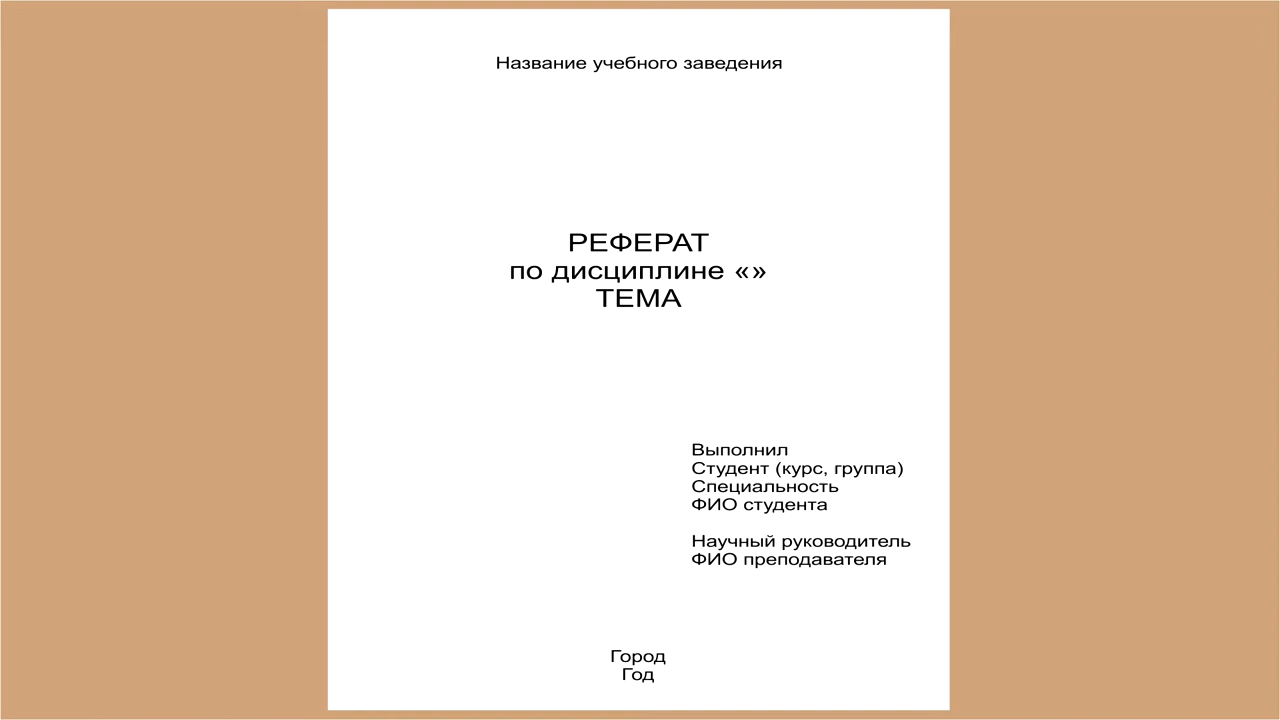 Название учебного заведения
РЕФЕРАТ
по дисциплине «»
ТЕМА
Выполнил
Студент (курс, группа)
Специальность
ФИО студента
Научный руководитель
ФИО преподавателя
Город
Год